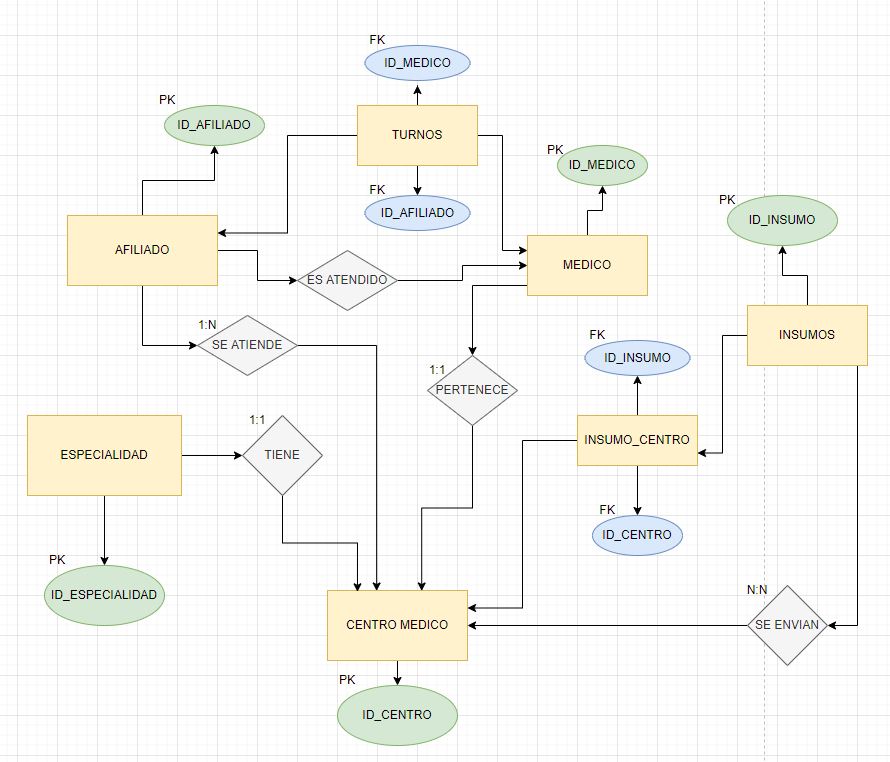 FK
ID_MEDICO
PK
ID_AFILIADO
TURNOS
PK
ID_MEDICO
FK
ID_AFILIADO
PK
ID_INSUMO
AFILIADO
MEDICO
ES ATENDIDO
1:N
SE ATIENDE
FK
ID_INSUMO
INSUMOS
1:1
PERTENECE
1:1
ESPECIALIDAD
TIENE
INSUMO_CENTRO
FK
ID_CENTRO
PK
ID_ESPECIALIDAD
N:N
CENTRO MEDICO
SE ENVIAN
PK
ID_CENTRO